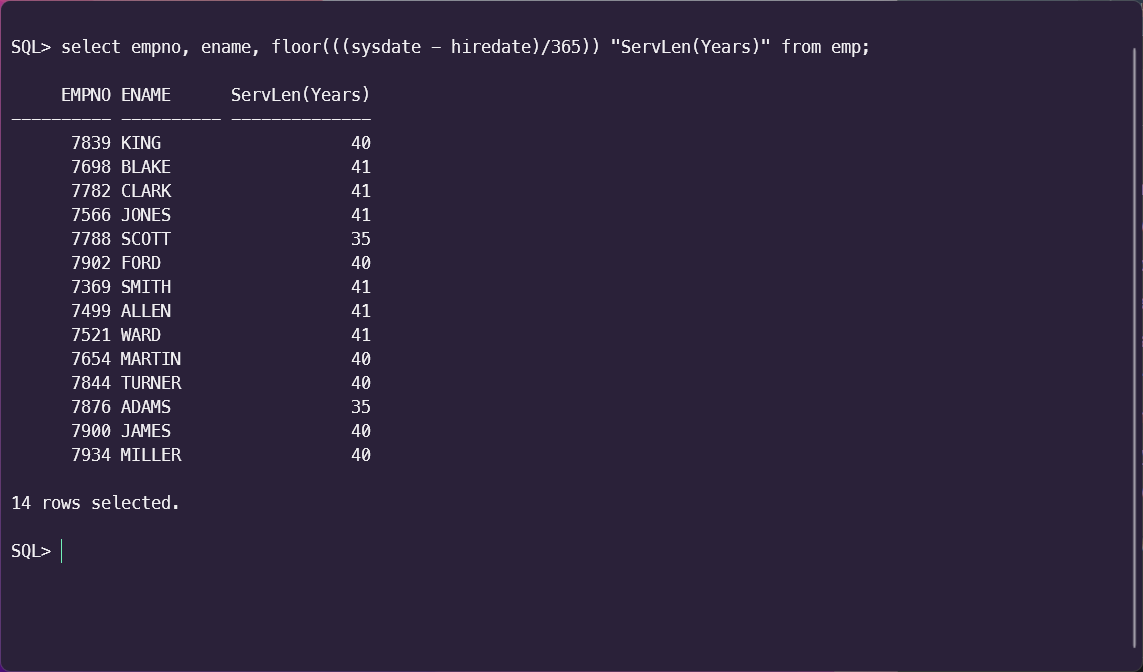 SQL> select empno, ename, floor(((sysdate - hiredate)/365)) "ServLen(Years)" from emp;
     EMPNO ENAME      ServLen(Years)
---------- ---------- --------------
      7839 KING                   40
      7698 BLAKE                  41
      7782 CLARK                  41
      7566 JONES                  41
      7788 SCOTT                  35
      7902 FORD                   40
      7369 SMITH                  41
      7499 ALLEN                  41
      7521 WARD                   41
      7654 MARTIN                 40
      7844 TURNER                 40
      7876 ADAMS                  35
      7900 JAMES                  40
      7934 MILLER                 40
14 rows selected.
SQL>